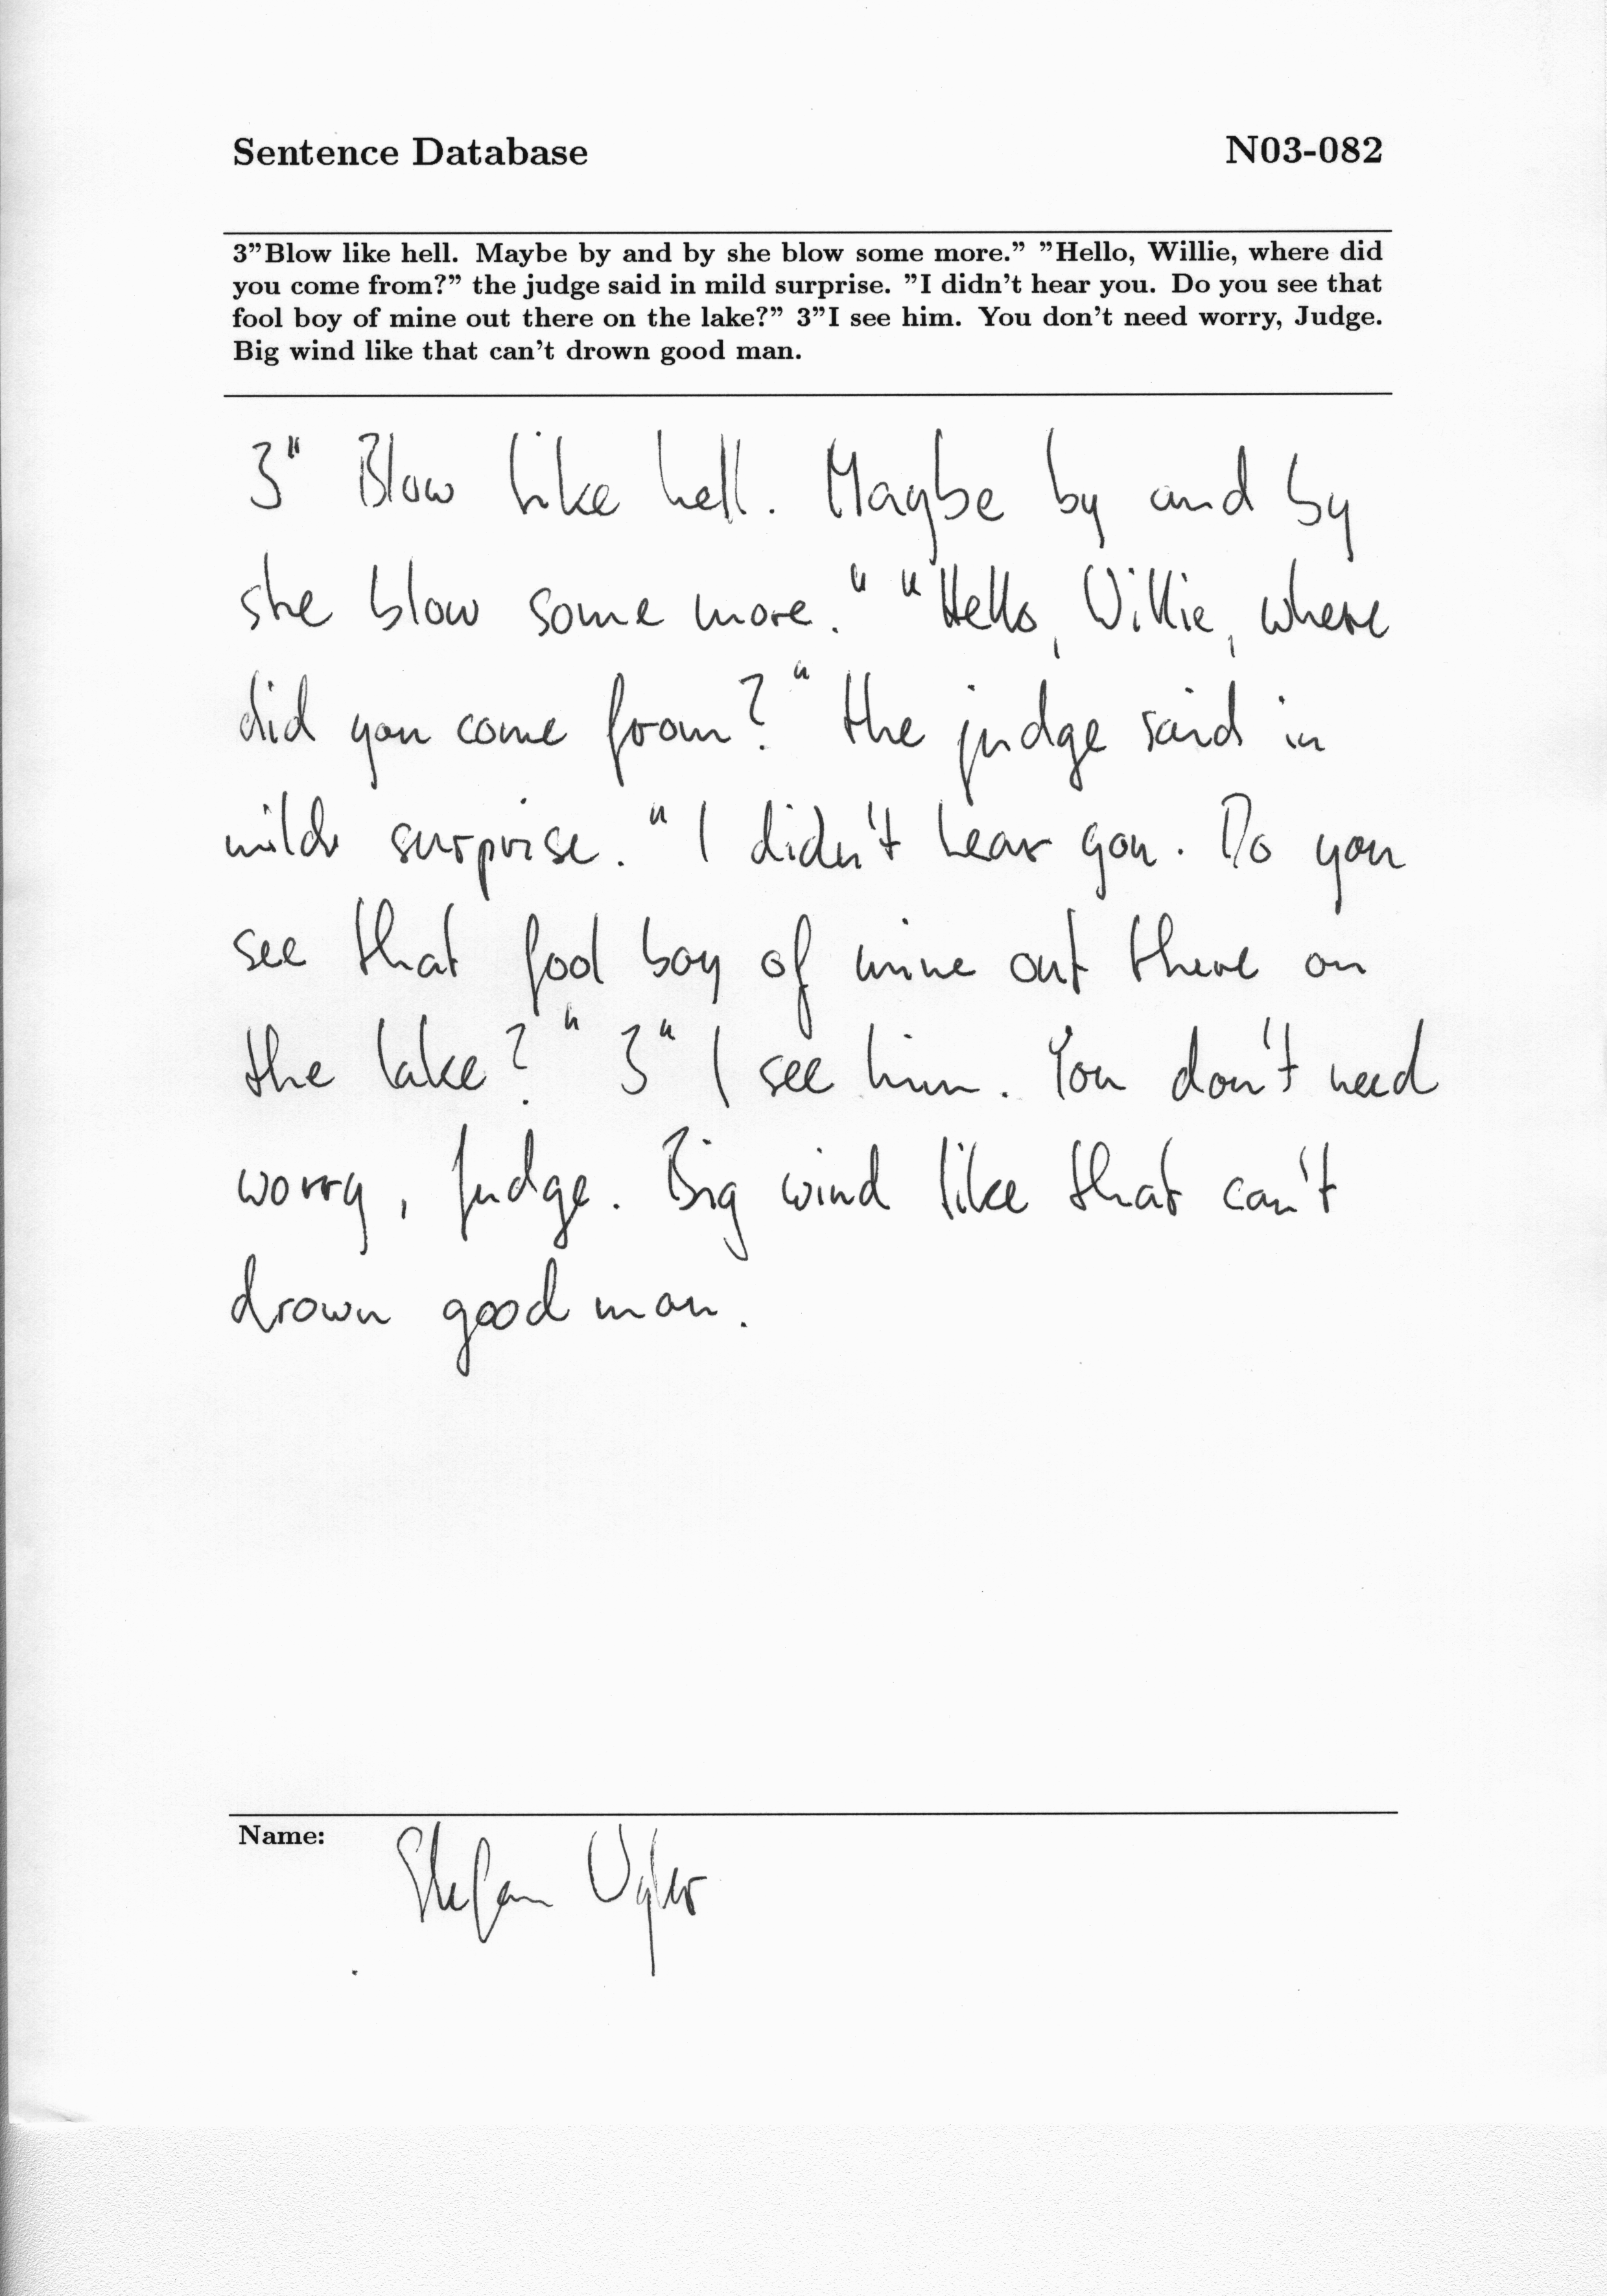 Sentence Database N03-082
3”Blow like hell. Maybe by and by she blow some more.” ”Hello, Willie, where did
you come from?” the judge said in mild surprise. ”I didn’t hear you. Do you see that
fool boy of mine out there on the lake?” 3”I see him. You don’t need worry, Judge.
Big wind like that can’t drown good man.
3" Blow like hell. Maybe by and by
she blow some more." "Hello, Willie, where
did you come from?" the judge said in
mild surprise. "I didn't hear you. Do you
see that fool boy of mine out there on
the lake?" 3" I see him. You don't need
worry, Judge. Big wind like that can't
drown good man.
Name: Stefan